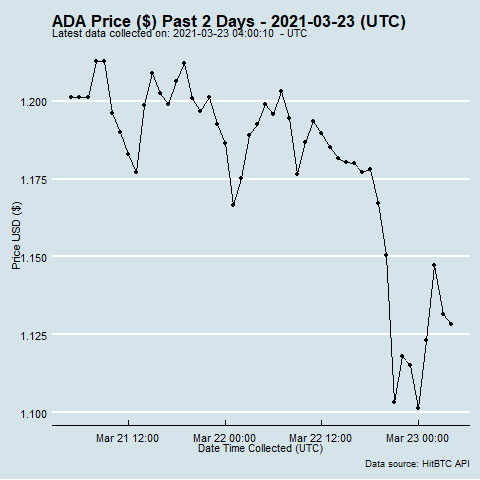 ADA Price ($) Past 2 Days - 2021-03-23 (UTC)
Latest data collected on: 2021-03-23 04:00:10 - UTC
Price USD ($)
1.200
1.175
1.150
1.125
1.100
Mar 21 12:00 Mar 22 00:00 Mar 22 12:00 Mar 23 00:00
Date Time Collected (UTC)
Data source: HitBTC API